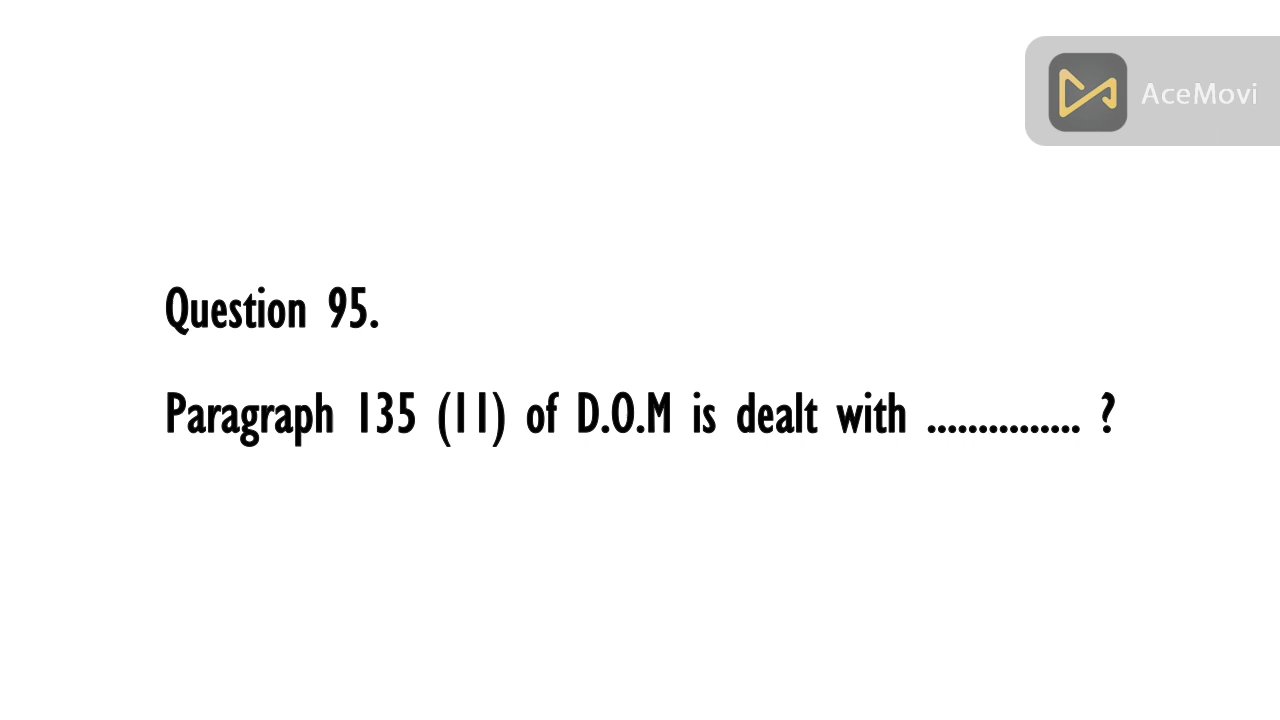 AceMovi
Question 95.
Paragraph 135 (11) of D.O.M is dealt with ............... ?